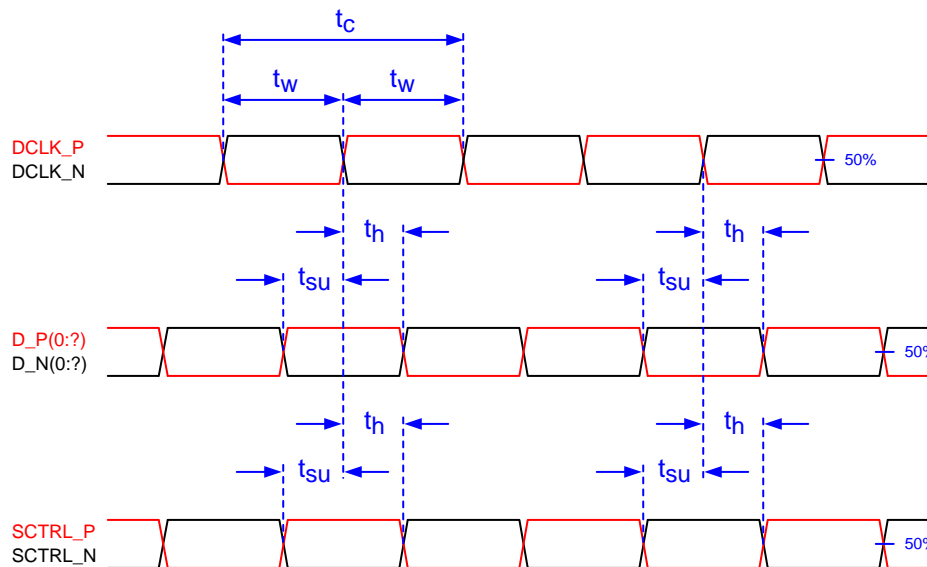 tc
tw tw
DCLK_P
DCLK_N
50%
th th
tsu tsu
D_P(0:?)
D_N(0:?)
50%
th th
tsu tsu
SCTRL_P
SCTRL_N
50%